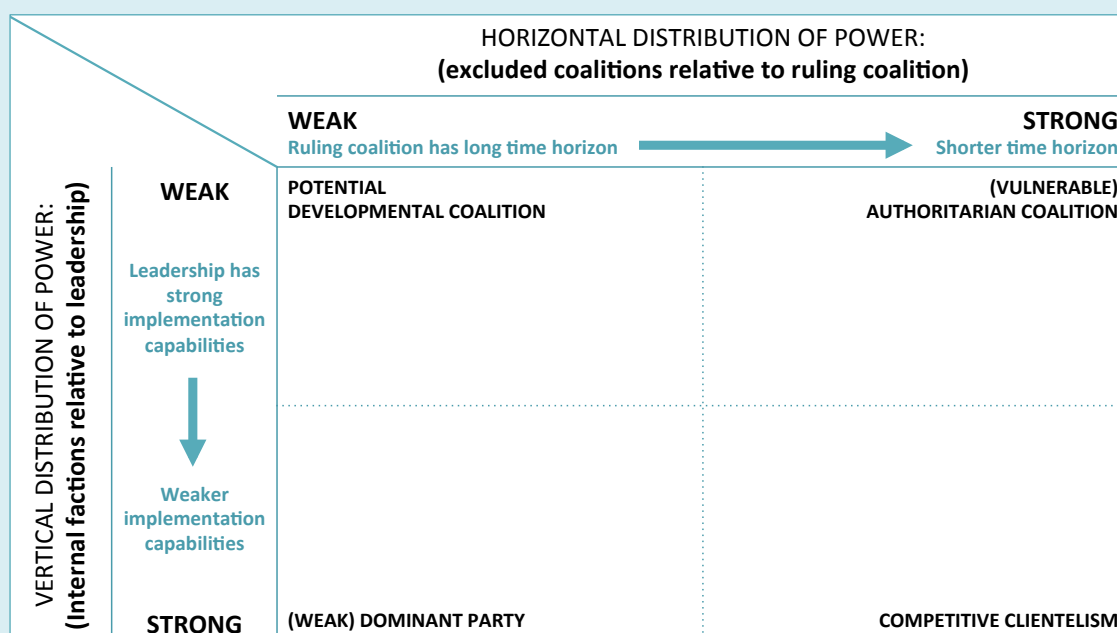 HORIZONTAL DISTRIBUTION OF POWER:
(excluded coalitions relative to ruling coalition)
WEAK
Ruling coalition has long time horizon
STRONG
Shorter time horizon
VERTICAL DISTRIBUTION OF POWER:
(Internal factions relative to leadership)
WEAK
Leadership has
strong
implementation
capabilities
Weaker
implementation
capabilities
STRONG
POTENTIAL
DEVELOPMENTAL COALITION
(VULNERABLE)
AUTHORITARIAN COALITION
(WEAK) DOMINANT PARTY
COMPETITIVE CLIENTELISM